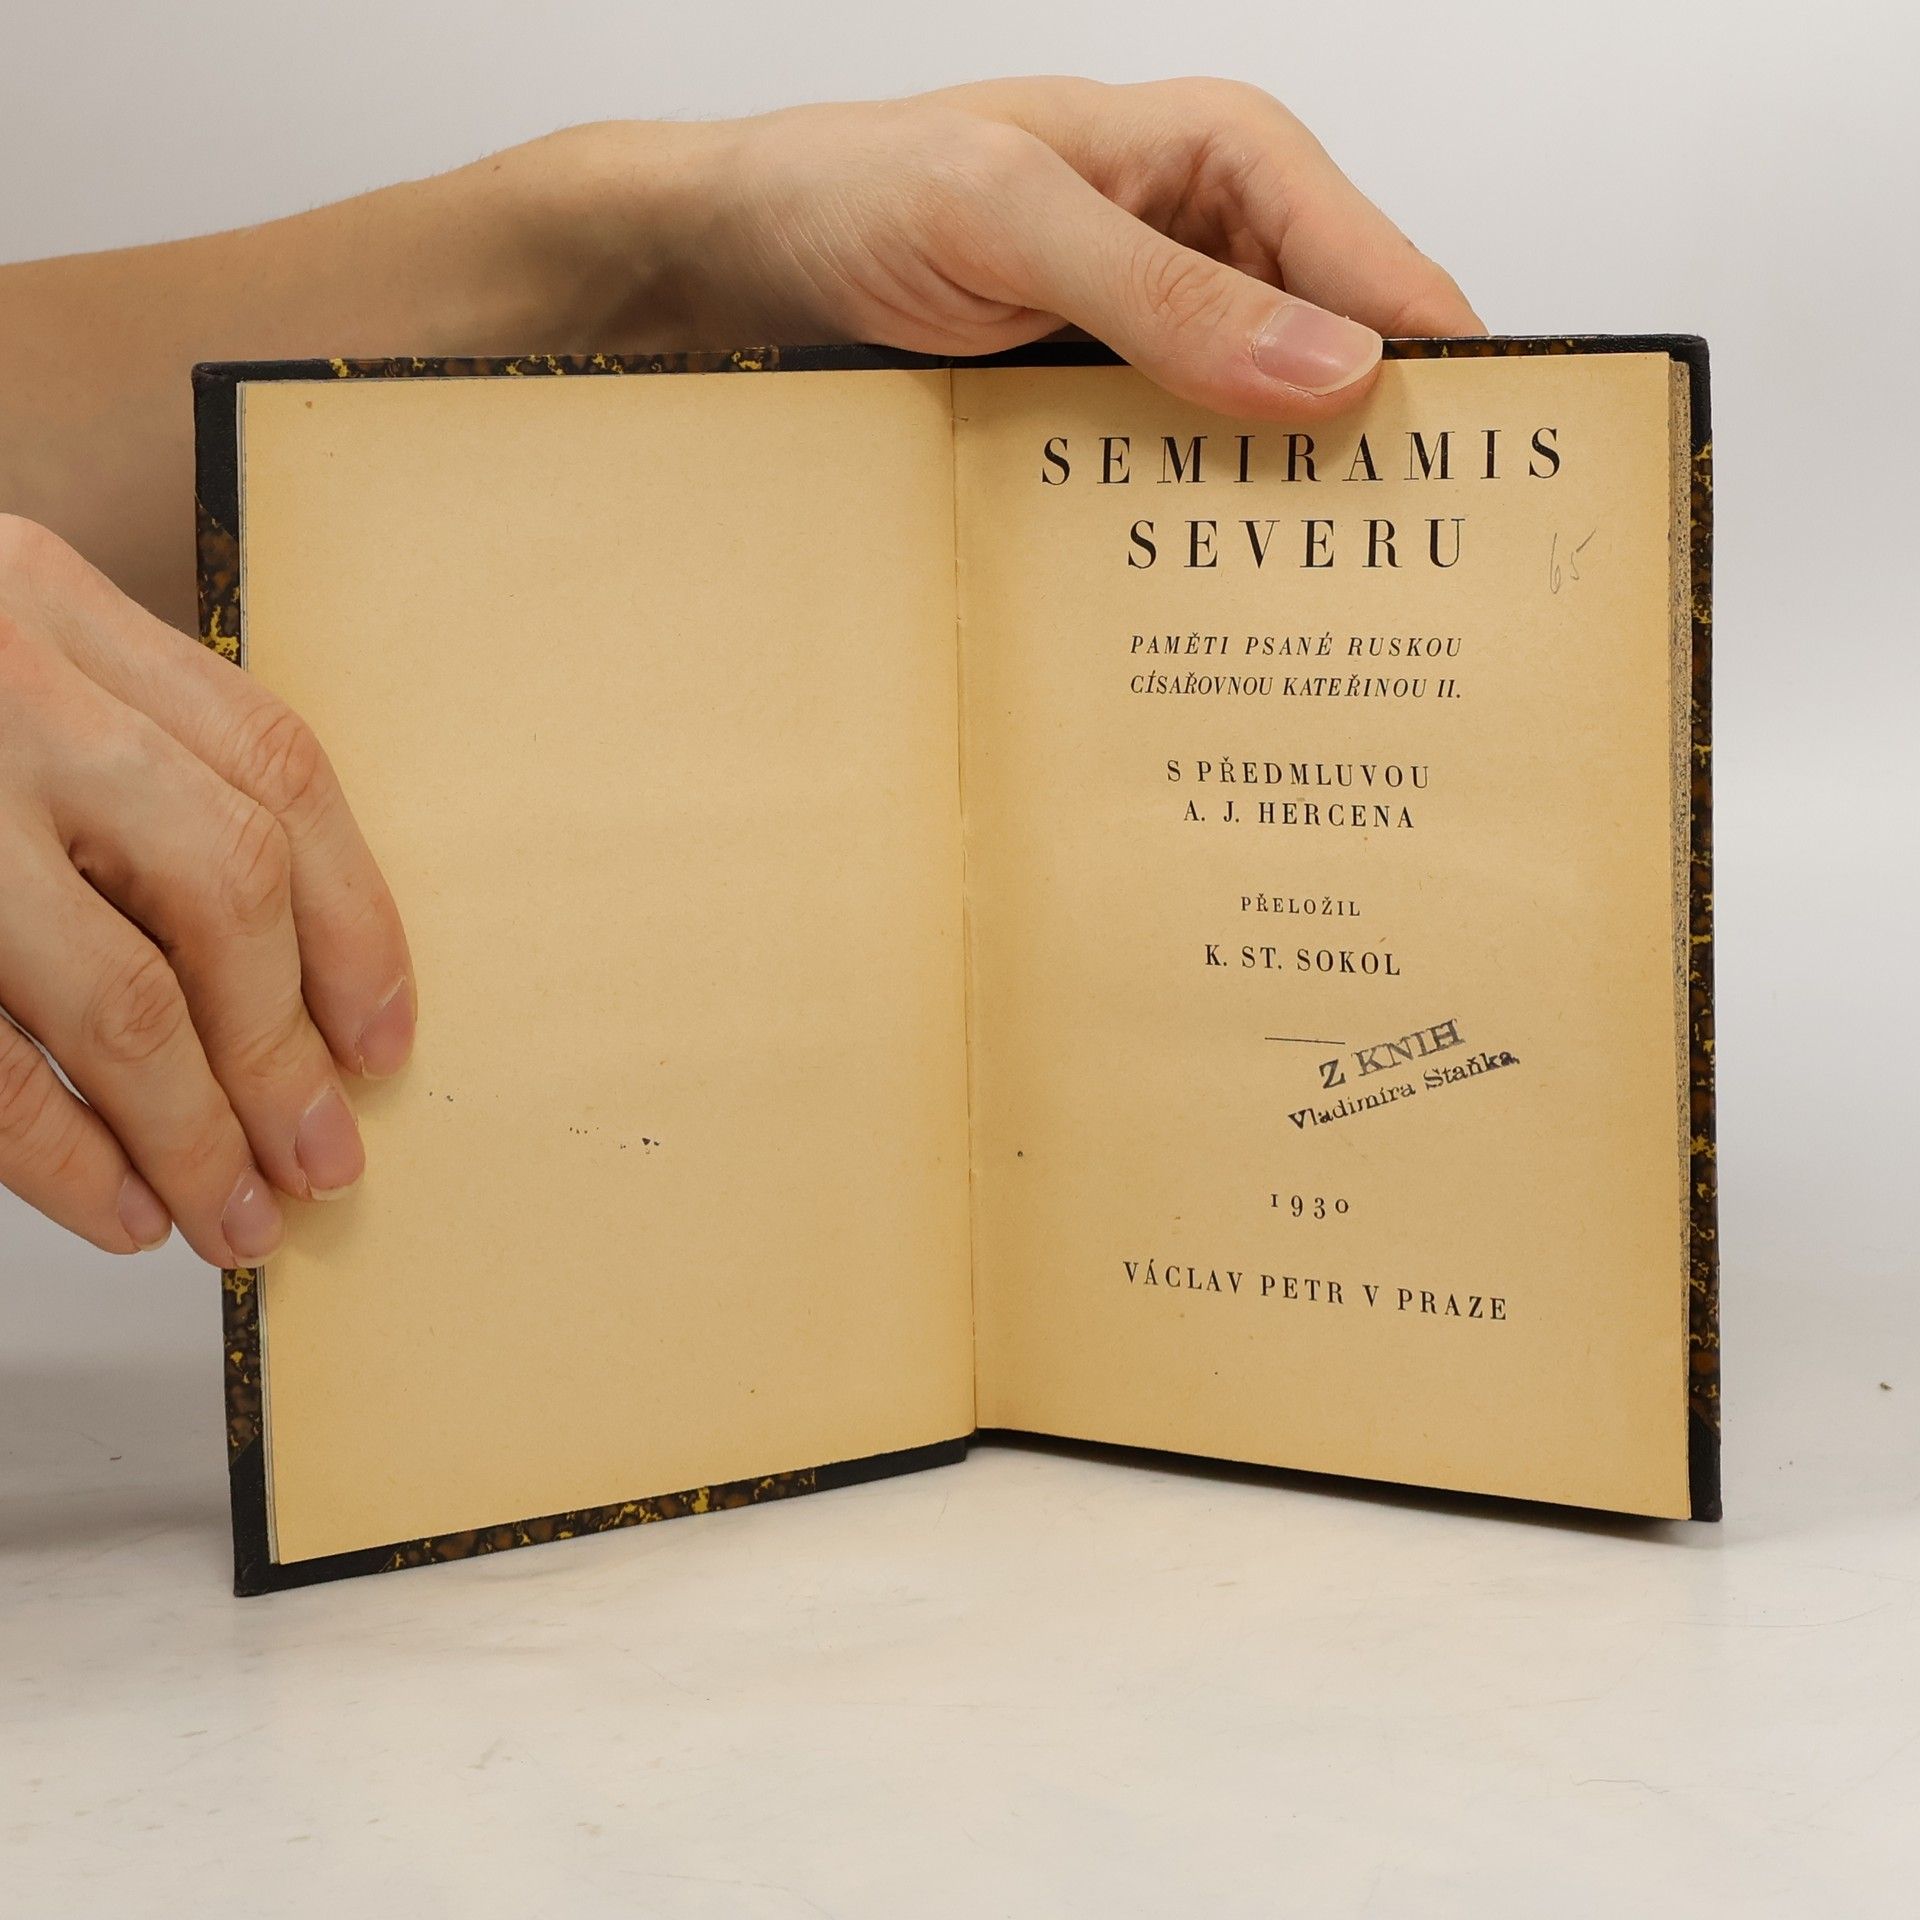 SEMIRAMIS
SEVERU
65
PAMĚTI PSANÉ RUSKOU
CÍSAŘOVNOU KATEŘINOU II.
S PŘEDMLUVOU
A. J. HERCENA
PŘELOŽIL
K. ST. SOKOL
Z KNIH
Vladimíra Staňka
1930
VÁCLAV PETR V PRAZE